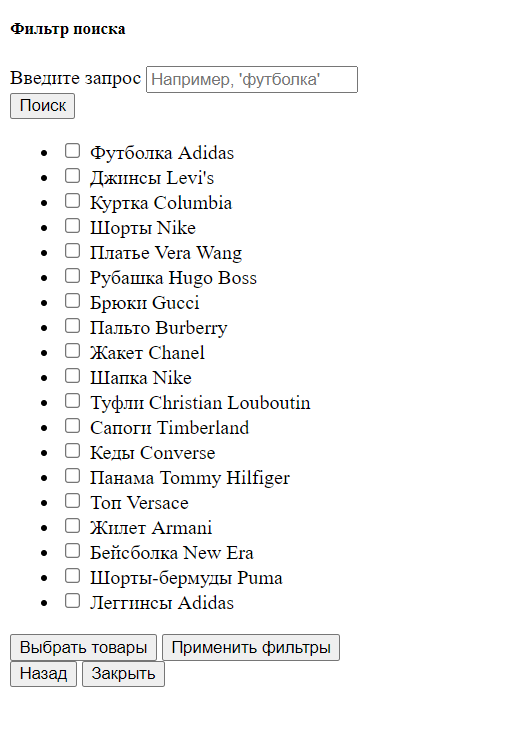 Фильтр поиска
Введите запрос Например, 'футболка'
Поиск
Футболка Adidas
Джинсы Levi's
Куртка Columbia
Шорты Nike
Платье Vera Wang
Рубашка Hugo Boss
Брюки Gucci
Пальто Burberry
Жакет Chanel
Шапка Nike
Туфли Christian Louboutin
Сапоги Timberland
Кеды Converse
Панама Tommy Hilfiger
Топ Versace
Жилет Armani
Бейсболка New Era
Шорты-бермуды Puma
Леггинсы Adidas
Выбрать товары Применить фильтры
Назад Закрыть